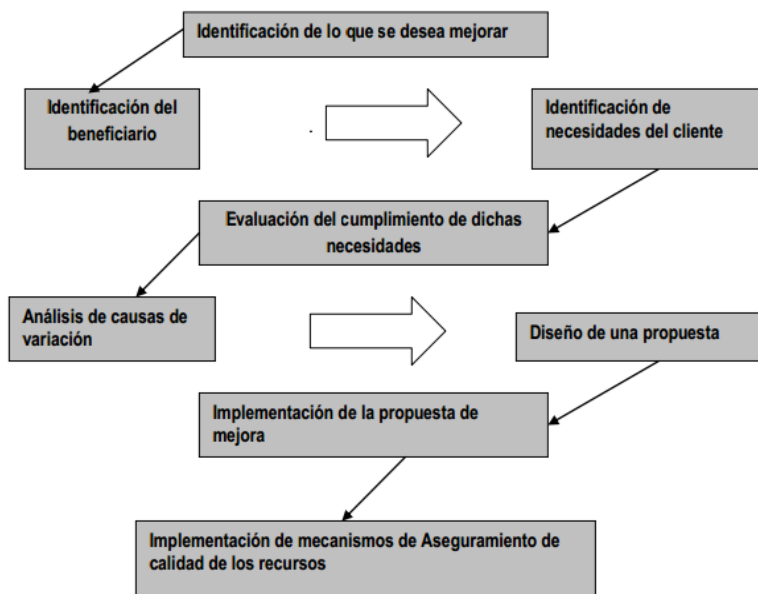 Identificación de lo que se desea mejorar
Identificación del
beneficiario
Identificación de
necesidades del cliente
Evaluación del cumplimiento de dichas
necesidades
Análisis de causas de
variación
Diseño de una propuesta
Implementación de la propuesta de
mejora
Implementación de mecanismos de Aseguramiento de
calidad de los recursos